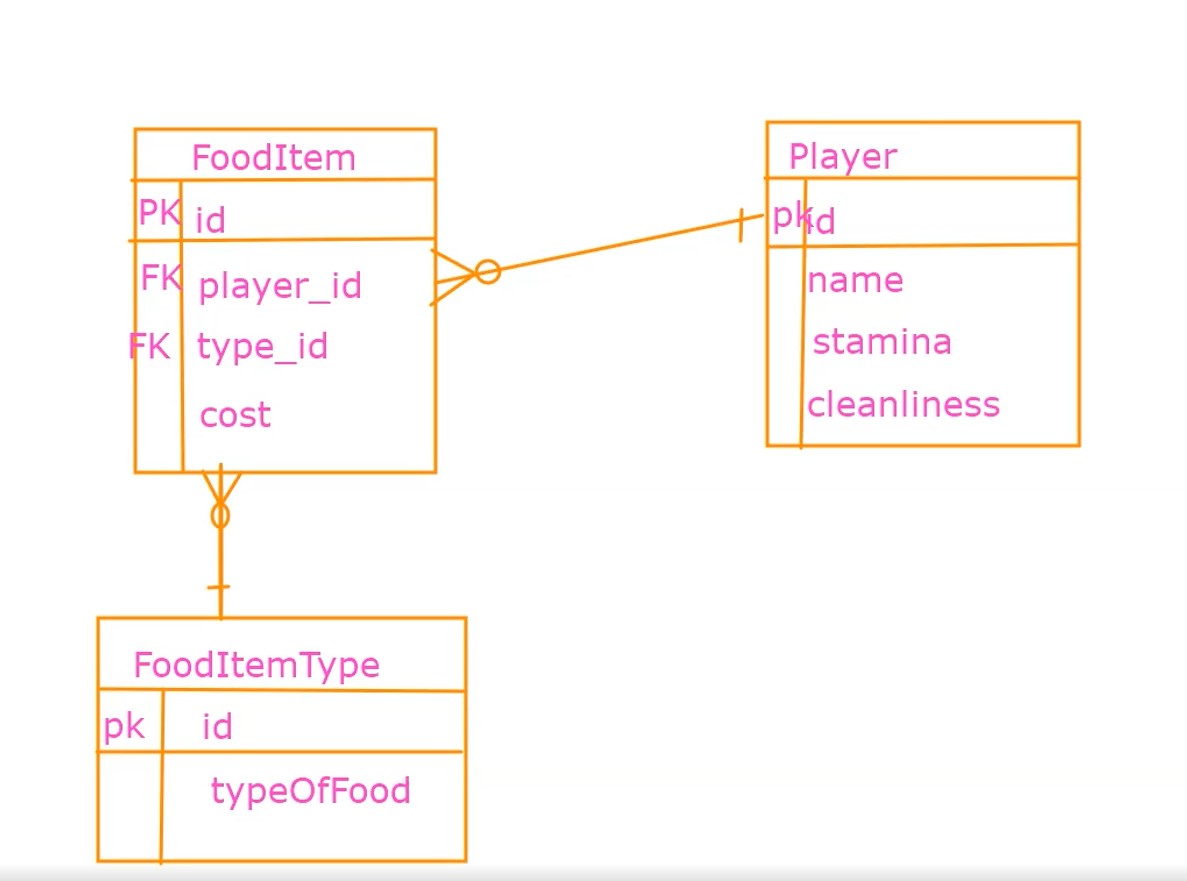 FoodItem
PK id
FK player_id
FK type_id
cost
Player
pk id
name
stamina
cleanliness
FoodItemType
pk id
typeOfFood